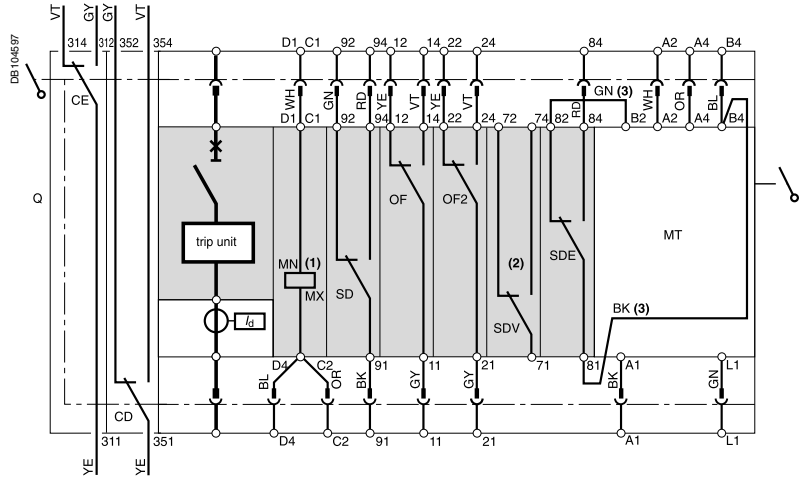 VT
GY
GY
VT
DB104597
314
312
352
354
D1
C1
92
94
12
14
22
24
84
A2
A4
B4
CE
WH
GN
RD
YE
VT
YE
VT
RD
GN (3)
WH
OR
BL
D1
C1
92
94
12
14
22
24
72
74
82
84
B2
A2
A4
B4
Q
OF
OF2
trip unit
MN
(1)
MX
SD
(2)
SDV
SDE
MT
BK (3)
Id
D4
C2
91
11
21
71
81
A1
L1
BL
OR
BK
GY
GY
BK
GN
CD
311
351
D4
C2
91
11
21
A1
L1
YE
YE